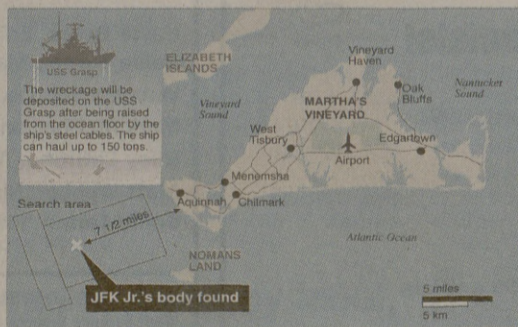 USS Grasp
The wreckage will be
deposited on the USS
Grasp after being raised
from the ocean floor by the
ship's steel cables. The ship
can haul up to 150 tons.
ELIZABETH
ISLANDS
Vineyard
Sound
Vineyard
Haven
Oak
Bluffs
Nantucket
Sound
MARTHA'S
VINEYARD
West
Tisbury
Edgartown
Airport
Menemsha
Aquinnah
Chilmark
Search area
7 1/2 miles
NOMANS
LAND
Atlantic Ocean
JFK Jr.'s body found
5 miles
5 km